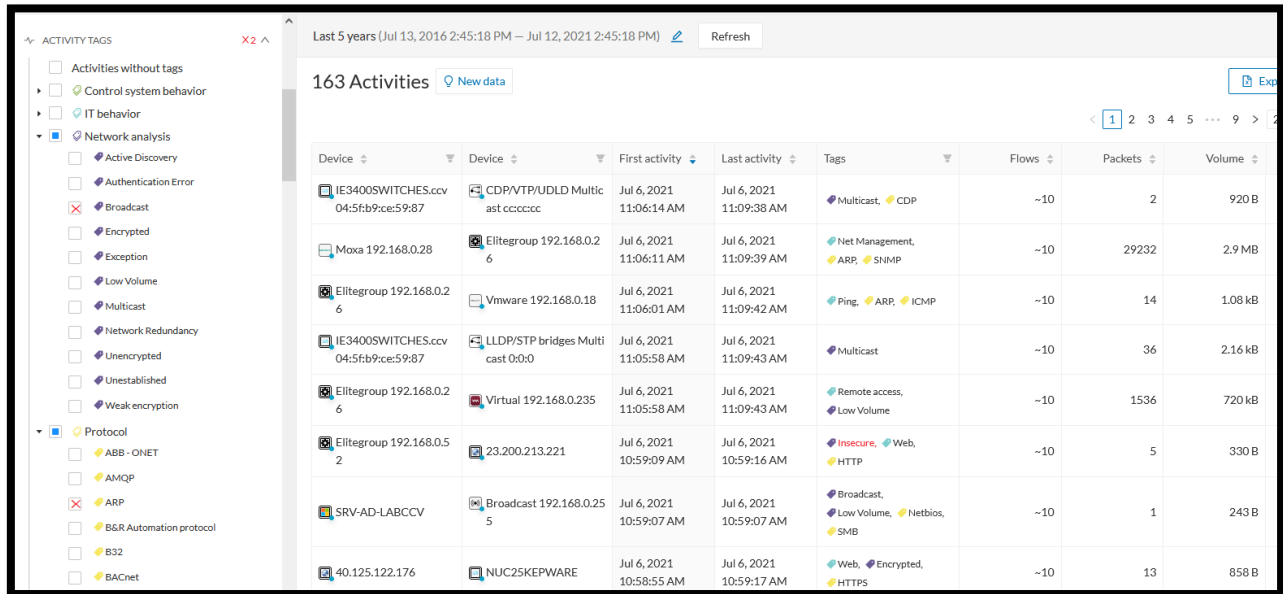 ACTIVITY TAGS X2
Activities without tags
Control system behavior
IT behavior
Network analysis
Active Discovery
Authentication Error
Broadcast
Encrypted
Exception
Low Volume
Multicast
Network Redundancy
Unencrypted
Unestablished
Weak encryption
Protocol
ABB - ONET
AMQP
ARP
B&R Automation protocol
B32
BACnet
Last 5 years (Jul 13, 2016 2:45:18 PM — Jul 12, 2021 2:45:18 PM) Refresh
163 Activities New data Exp
< 1 2 3 4 5 ··· 9 > 2
Device Device First activity Last activity Tags Flows Packets Volume
IE3400SWITCHES.ccv CDP/VTP/UDLD Multic Jul 6, 2021 Jul 6, 2021 Multicast, CDP ~10 2 920 B
04:5f:b9:ce:59:87 ast cc:cc:cc 11:06:14 AM 11:09:38 AM
Moxa 192.168.0.28 Elitegroup 192.168.0.2 Jul 6, 2021 Jul 6, 2021 Net Management, ~10 29232 2.9 MB
6 11:06:11 AM 11:09:39 AM ARP, SNMP
Elitegroup 192.168.0.2 Vmware 192.168.0.18 Jul 6, 2021 Jul 6, 2021 Ping, ARP, ICMP ~10 14 1.08 kB
6 11:06:01 AM 11:09:42 AM
IE3400SWITCHES.ccv LLDP/STP bridges Multi Jul 6, 2021 Jul 6, 2021 Multicast ~10 36 2.16 kB
04:5f:b9:ce:59:87 cast 0:0:0 11:05:58 AM 11:09:43 AM
Elitegroup 192.168.0.2 Virtual 192.168.0.235 Jul 6, 2021 Jul 6, 2021 Remote access, ~10 1536 720 kB
6 11:05:58 AM 11:09:43 AM Low Volume
Elitegroup 192.168.0.5 23.200.213.221 Jul 6, 2021 Jul 6, 2021 Insecure, Web, ~10 5 330 B
2 10:59:09 AM 10:59:16 AM HTTP
Broadcast,
SRV-AD-LABCCV Broadcast 192.168.0.25 Jul 6, 2021 Jul 6, 2021 Low Volume, Netbios, ~10 1 243 B
5 10:59:07 AM 10:59:07 AM SMB
40.125.122.176 NUC25KEPWARE Jul 6, 2021 Jul 6, 2021 Web, Encrypted, ~10 13 858 B
10:58:55 AM 10:59:17 AM HTTPS